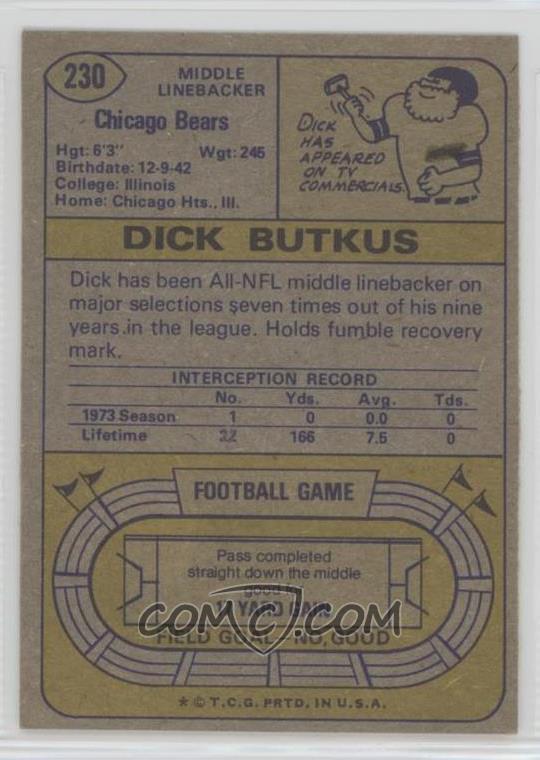 230
MIDDLE
LINEBACKER
Chicago Bears
Hgt: 6'3" Wgt: 245
Birthdate: 12-9-42
College: Illinois
Home: Chicago Hts., Ill.
DICK
HAS
APPEARED
ON TV
COMMERCIALS.
DICK BUTKUS
Dick has been All-NFL middle linebacker on
major selections seven times out of his nine
years in the league. Holds fumble recovery
mark.
INTERCEPTION RECORD
No. Yds. Avg. Tds.
1973 Season 1 0 0.0 0
Lifetime 22 166 7.5 0
FOOTBALL GAME
Pass completed
straight down the middle
good for
YARD GAIN
COMC.COM
FIELD GOAL - NO GOOD
* © T.C.G. PRTD. IN U.S.A.